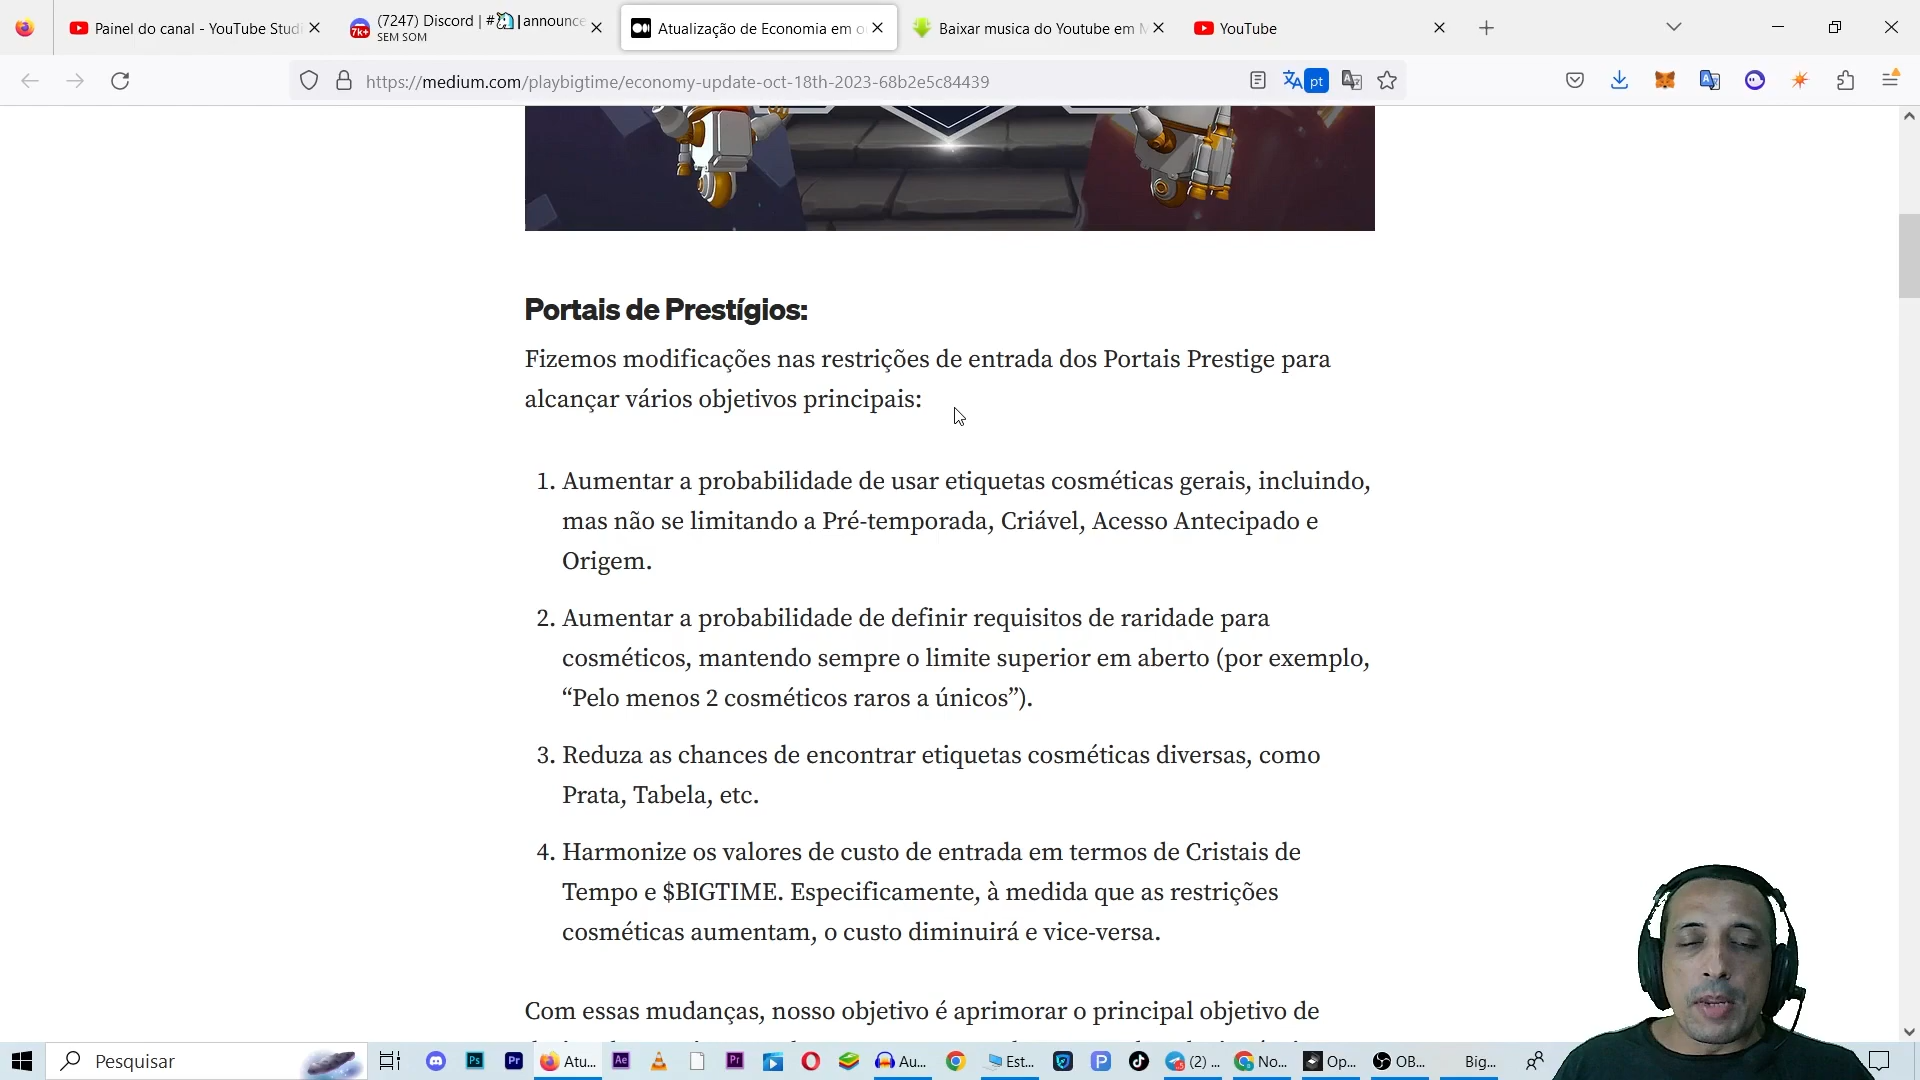 Painel do canal - YouTube Studi
(7247) Discord | # | announce
SEM SOM
Atualização de Economia em o
Baixar musica do Youtube em M
YouTube
https://medium.com/playbigtime/economy-update-oct-18th-2023-68b2e5c84439
pt
Portais de Prestígios:
Fizemos modificações nas restrições de entrada dos Portais Prestige para
alcançar vários objetivos principais:
1. Aumentar a probabilidade de usar etiquetas cosméticas gerais, incluindo,
mas não se limitando a Pré-temporada, Criável, Acesso Antecipado e
Origem.
2. Aumentar a probabilidade de definir requisitos de raridade para
cosméticos, mantendo sempre o limite superior em aberto (por exemplo,
“Pelo menos 2 cosméticos raros a únicos”).
3. Reduza as chances de encontrar etiquetas cosméticas diversas, como
Prata, Tabela, etc.
4. Harmonize os valores de custo de entrada em termos de Cristais de
Tempo e $BIGTIME. Especificamente, à medida que as restrições
cosméticas aumentam, o custo diminuirá e vice-versa.
Com essas mudanças, nosso objetivo é aprimorar o principal objetivo de
Pesquisar
Atu...
Au...
Est...
(2) ...
No...
Op...
OB...
Big...